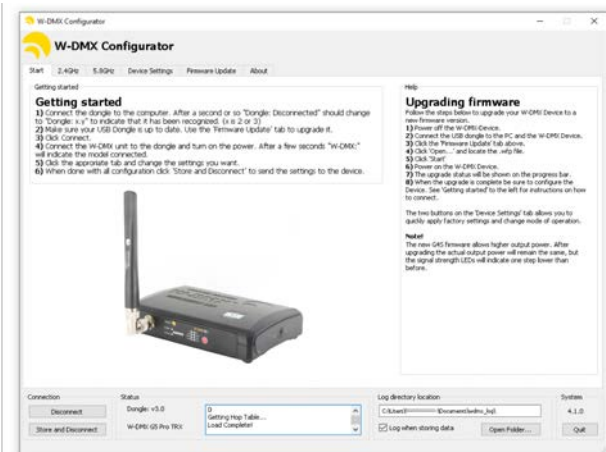 W-DMX Configurator
W-DMX Configurator
Start 2.4GHz 5.8GHz Device Settings Firmware Update About
Getting started
Getting started
1) Connect the dongle to the computer. After a second or so "Dongle: Disconnected" should change
to "Dongle: x.y" to indicate that it has been recognized. (x is 2 or 3)
2) Make sure your USB Dongle is up to date. Use the 'Firmware Update' tab to upgrade it.
3) Click Connect.
4) Connect the W-DMX unit to the dongle and turn on the power. After a few seconds "W-DMX:"
will indicate the model connected.
5) Click the approriate tab and change the settings you want.
6) When done with all configuration click 'Store and Disconnect' to send the settings to the device.
Help
Upgrading firmware
Follow the steps below to upgrade your W-DMX Device to a
new firmware version.
1) Power off the W-DMX-Device.
2) Connect the USB dongle to the PC and the W-DMX Device.
3) Click the 'Firmware Update' tab above.
4) Click 'Open...' and locate the .wfp file.
5) Click 'Start'
6) Power on the W-DMX Device.
7) The upgrade status will be shown on the progress bar.
8) When the upgrade is complete be sure to configure the
Device. See 'Getting started' to the left for instructions on how
to connect.
The two buttons on the 'Device Settings' tab allows you to
quickly apply factory settings and change mode of operation.
Note!
The new G4S firmware allows higher output power. After
upgrading the actual output power will remain the same, but
the signal strength LEDs will indicate one step lower than
before.
Connection
Disconnect
Store and Disconnect
Status
Dongle: v3.0
W-DMX G5 Pro TRX
0
Getting Hop Table...
Load Complete!
Log directory location
C:\Users\ \Documents\wdmx_log\
Log when storing data
Open Folder...
System
4.1.0
Quit